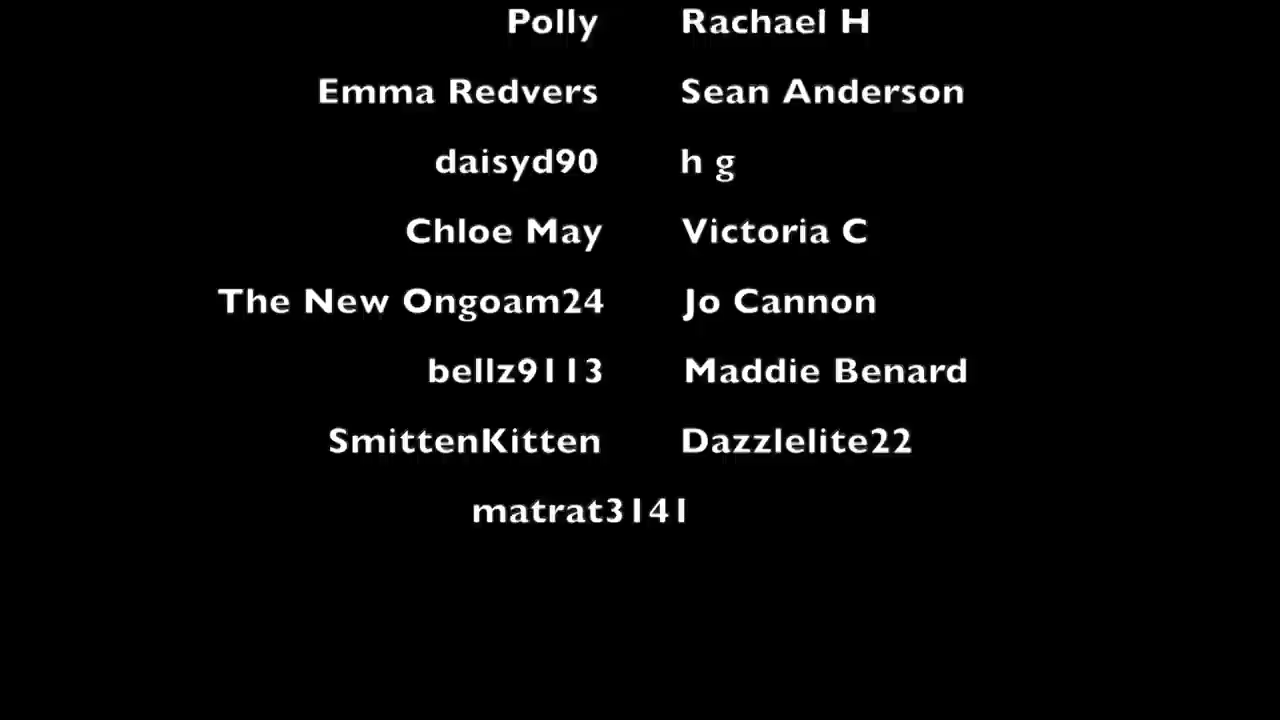 Polly Rachael H
Emma Redvers Sean Anderson
daisyd90 h g
Chloe May Victoria C
The New Ongoam24 Jo Cannon
bellz9113 Maddie Benard
SmittenKitten Dazzlelite22
matrat3141